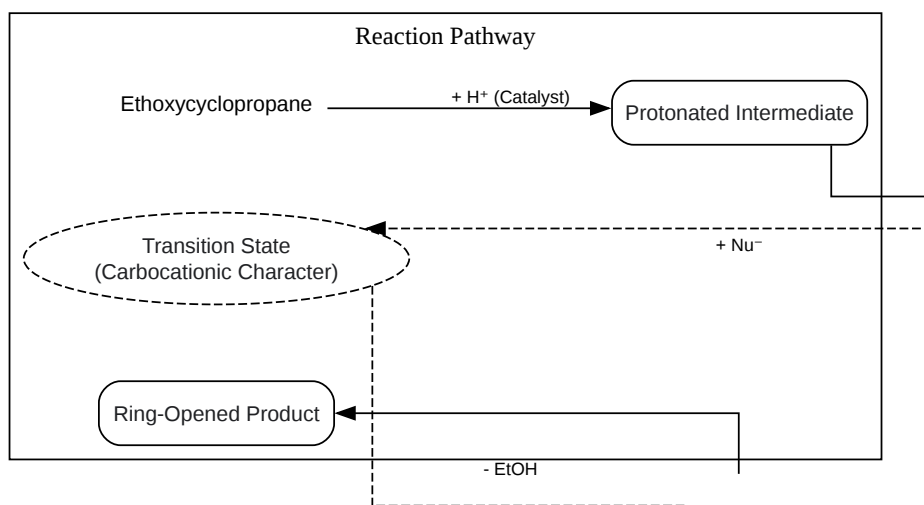 Reaction Pathway
Ethoxycyclopropane
+ H⁺ (Catalyst)
Protonated Intermediate
Transition State
(Carbocationic Character)
+ Nu⁻
Ring-Opened Product
- EtOH